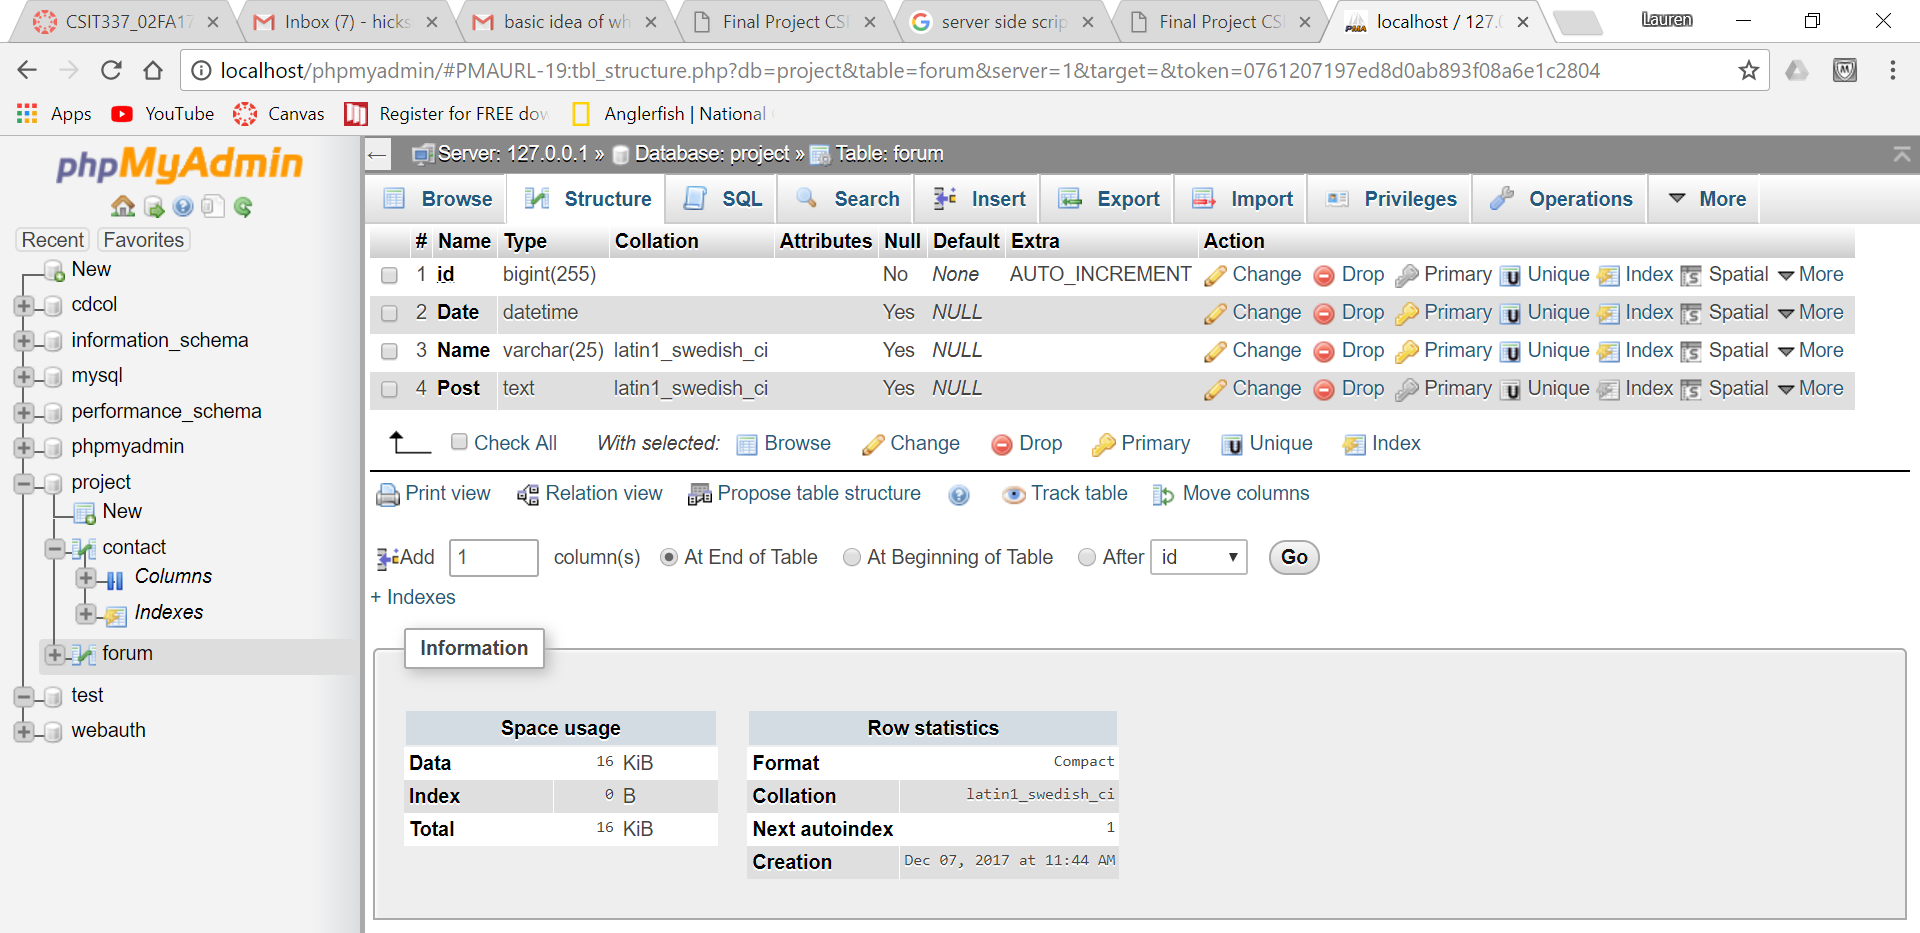 CSIT337_02FA17
Inbox (7) - hicks
basic idea of wh
Final Project CSI
server side scrip
Final Project CSI
localhost / 127.0
Lauren
localhost/phpmyadmin/#PMAURL-19:tbl_structure.php?db=project&table=forum&server=1&target=&token=0761207197ed8d0ab893f08a6e1c2804
Apps YouTube Canvas Register for FREE dow Anglerfish | National
phpMyAdmin
Recent Favorites
New
cdcol
information_schema
mysql
performance_schema
phpmyadmin
project
New
contact
Columns
Indexes
forum
test
webauth
Server: 127.0.0.1 » Database: project » Table: forum
Browse Structure SQL Search Insert Export Import Privileges Operations More
# Name Type Collation Attributes Null Default Extra Action
1 id bigint(255) No None AUTO_INCREMENT Change Drop Primary Unique Index Spatial More
2 Date datetime Yes NULL Change Drop Primary Unique Index Spatial More
3 Name varchar(25) latin1_swedish_ci Yes NULL Change Drop Primary Unique Index Spatial More
4 Post text latin1_swedish_ci Yes NULL Change Drop Primary Unique Index Spatial More
Check All With selected: Browse Change Drop Primary Unique Index
Print view Relation view Propose table structure Track table Move columns
Add 1 column(s) At End of Table At Beginning of Table After id Go
+ Indexes
Information
Space usage
Data 16 KiB
Index 0 B
Total 16 KiB
Row statistics
Format Compact
Collation latin1_swedish_ci
Next autoindex 1
Creation Dec 07, 2017 at 11:44 AM